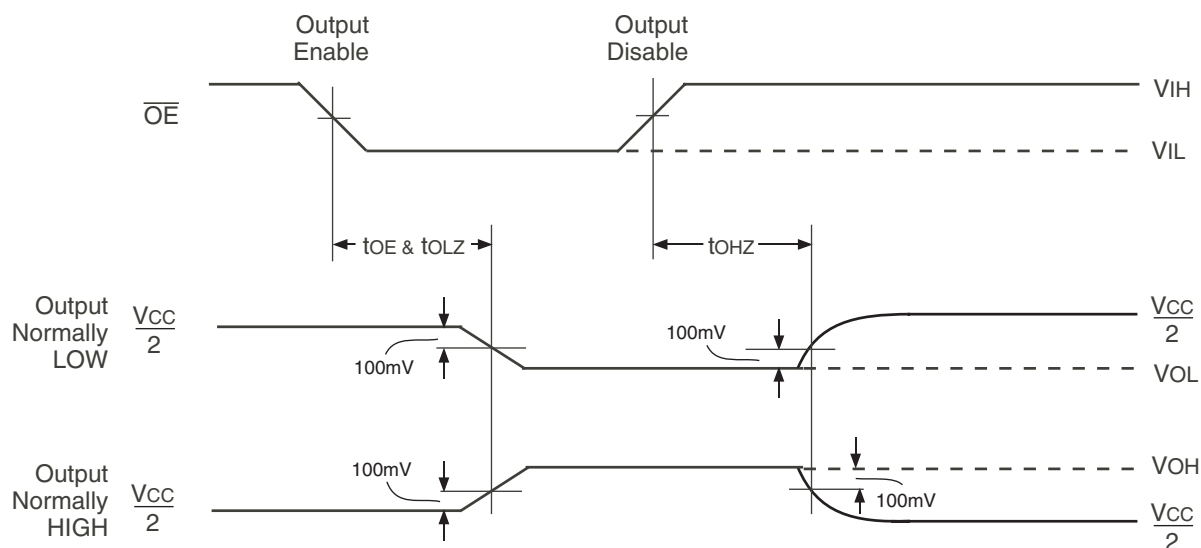 Output
Enable
Output
Disable
OE
VIH
VIL
tOE & tOLZ
tOHZ
Output
Normally
LOW
VCC
2
100mV
100mV
VCC
2
VOL
Output
Normally
HIGH
VCC
2
100mV
100mV
VOH
VCC
2